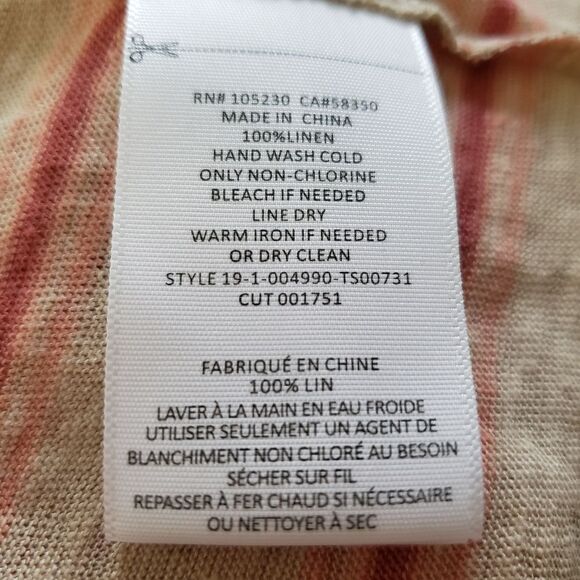 RN# 105230 CA#58350
MADE IN CHINA
100%LINEN
HAND WASH COLD
ONLY NON-CHLORINE
BLEACH IF NEEDED
LINE DRY
WARM IRON IF NEEDED
OR DRY CLEAN
STYLE 19-1-004990-TS00731
CUT 001751
FABRIQUÉ EN CHINE
100% LIN
LAVER À LA MAIN EN EAU FROIDE
UTILISER SEULEMENT UN AGENT DE
BLANCHIMENT NON CHLORÉ AU BESOIN
SÉCHER SUR FIL
REPASSER À FER CHAUD SI NÉCESSAIRE
OU NETTOYER À SEC